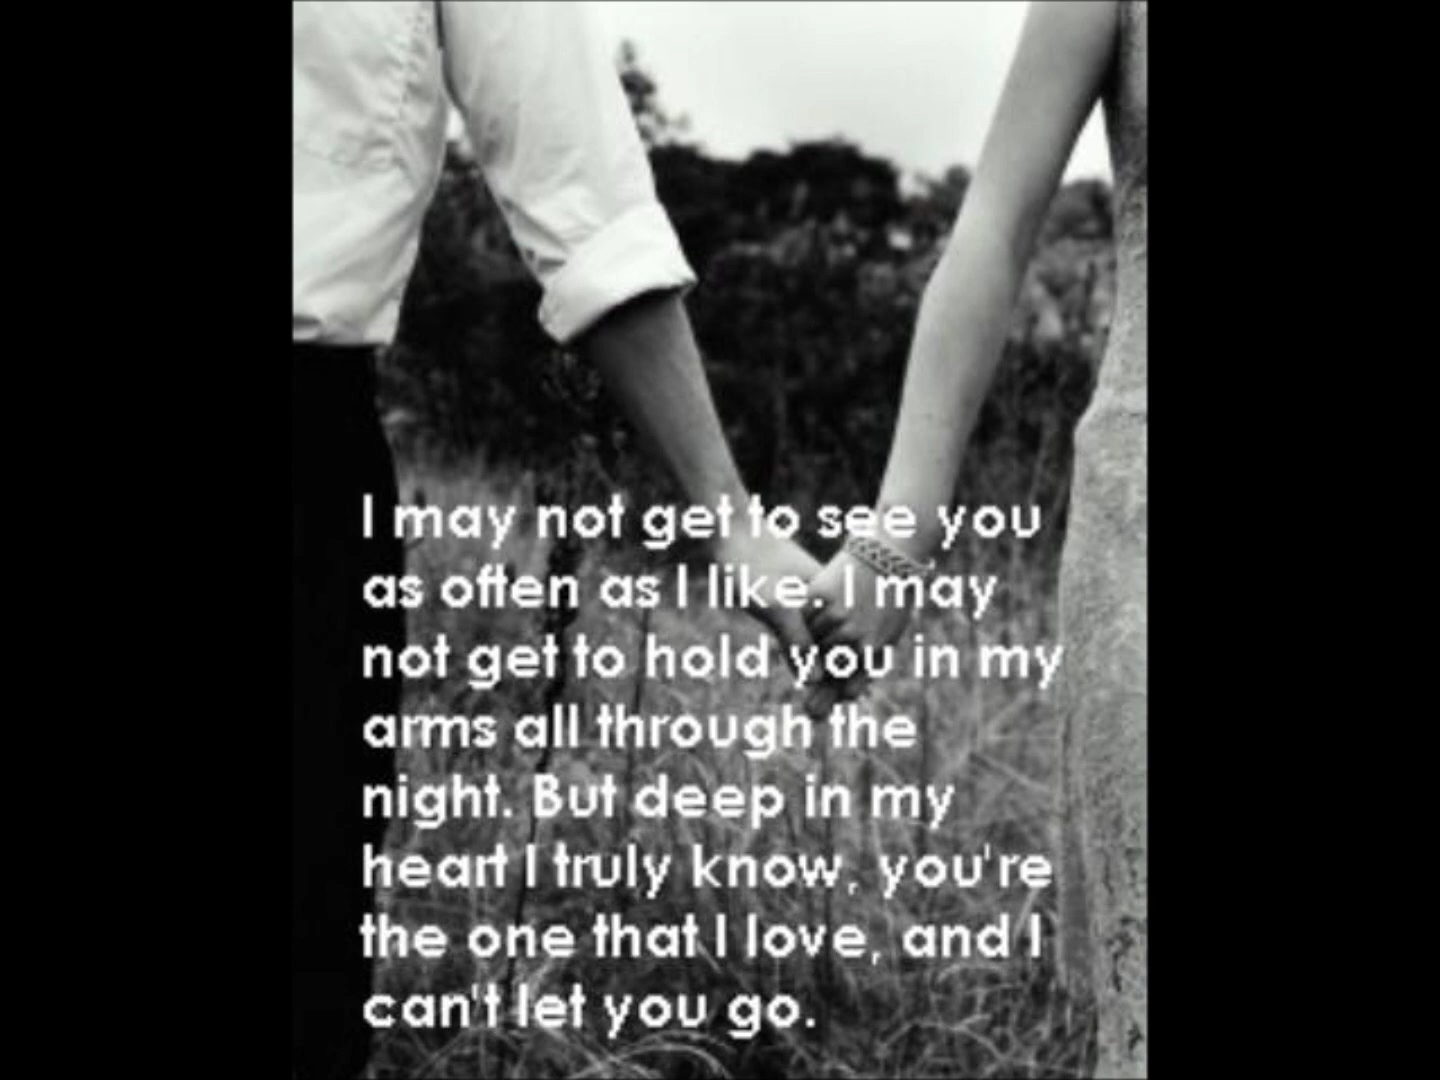 I may not get to see you
as often as I like. I may
not get to hold you in my
arms all through the
night. But deep in my
heart I truly know, you're
the one that I love, and I
can't let you go.